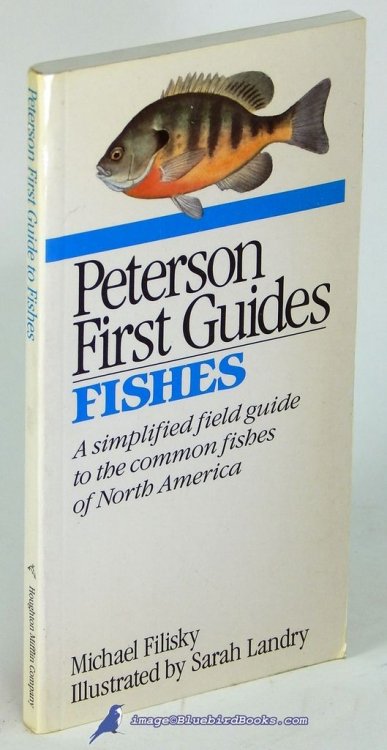 Peterson First Guide to Fishes
Houghton Mifflin Company
Peterson
First Guides
FISHES
A simplified field guide
to the common fishes
of North America
Michael Filisky
Illustrated by Sarah Landry
image©BluebirdBooks.com